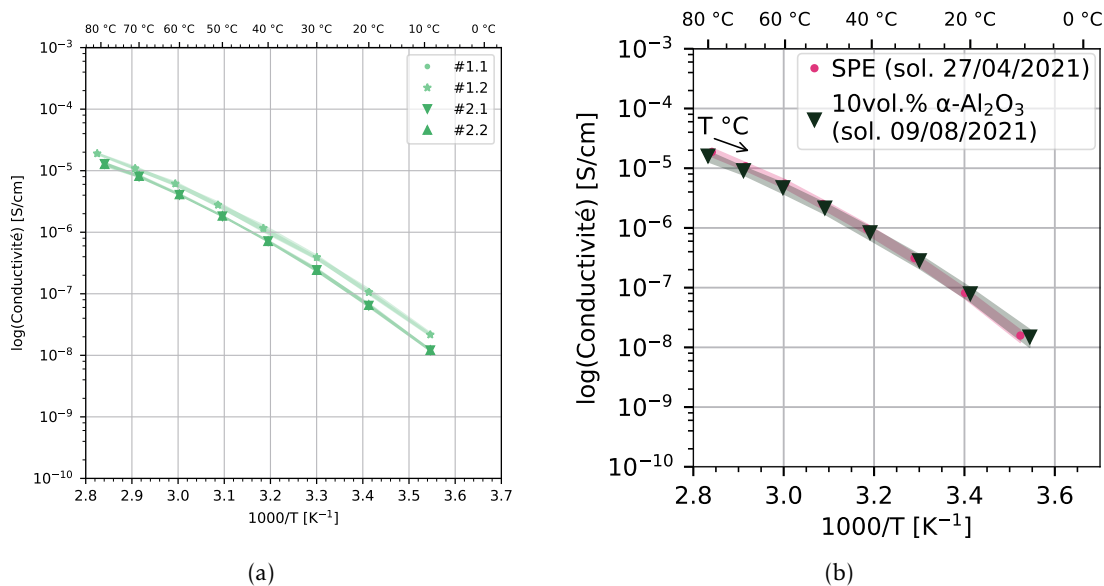 80 °C 70 °C 60 °C 50 °C 40 °C 30 °C 20 °C 10 °C 0 °C
10⁻³
10⁻⁴
10⁻⁵
10⁻⁶
10⁻⁷
10⁻⁸
10⁻⁹
10⁻¹⁰
log(Conductivité) [S/cm]
#1.1
#1.2
#2.1
#2.2
2.8 2.9 3.0 3.1 3.2 3.3 3.4 3.5 3.6 3.7
1000/T [K⁻¹]
(a)
80 °C 60 °C 40 °C 20 °C 0 °C
10⁻³
10⁻⁴
10⁻⁵
10⁻⁶
10⁻⁷
10⁻⁸
10⁻⁹
10⁻¹⁰
log(Conductivité) [S/cm]
SPE (sol. 27/04/2021)
10vol.% α-Al₂O₃
(sol. 09/08/2021)
T °C
2.8 3.0 3.2 3.4 3.6
1000/T [K⁻¹]
(b)